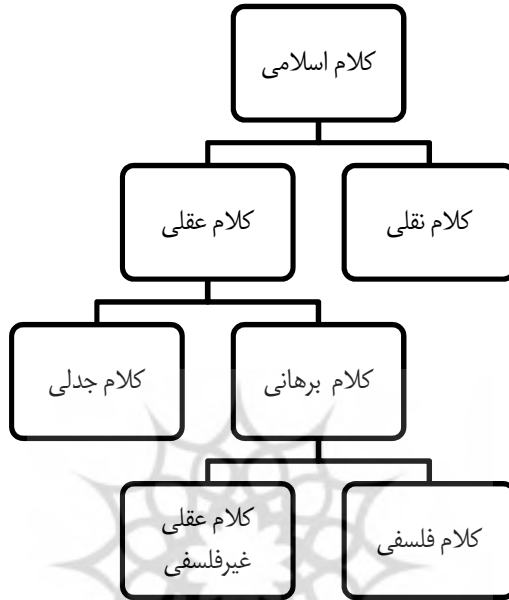 کلام اسلامی
کلام نقلی
کلام عقلی
کلام برهانی
کلام جدلی
کلام فلسفی
کلام عقلی
غیرفلسفی